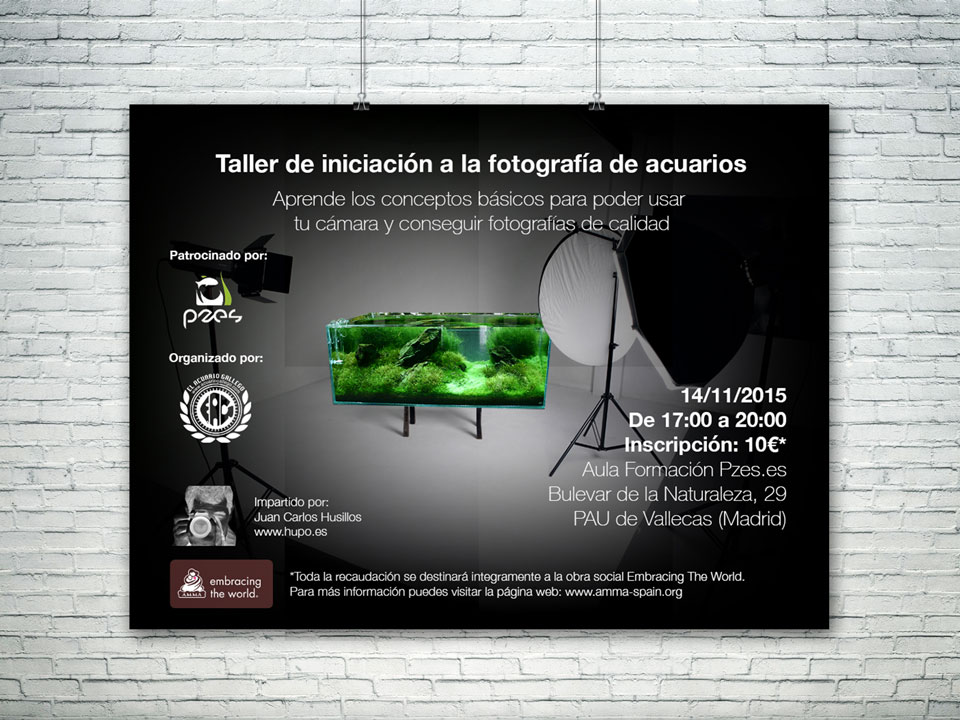 Taller de iniciación a la fotografía de acuarios
Aprende los conceptos básicos para poder usar
tu cámara y conseguir fotografías de calidad
Patrocinado por:
pzes
Organizado por:
EL ACUARIO GALLEGO
EAG
Impartido por:
Juan Carlos Husillos
www.hupo.es
14/11/2015
De 17:00 a 20:00
Inscripción: 10€*
Aula Formación Pzes.es
Bulevar de la Naturaleza, 29
PAU de Vallecas (Madrid)
AMMA
embracing
the world.
*Toda la recaudación se destinará integramente a la obra social Embracing The World.
Para más información puedes visitar la página web: www.amma-spain.org